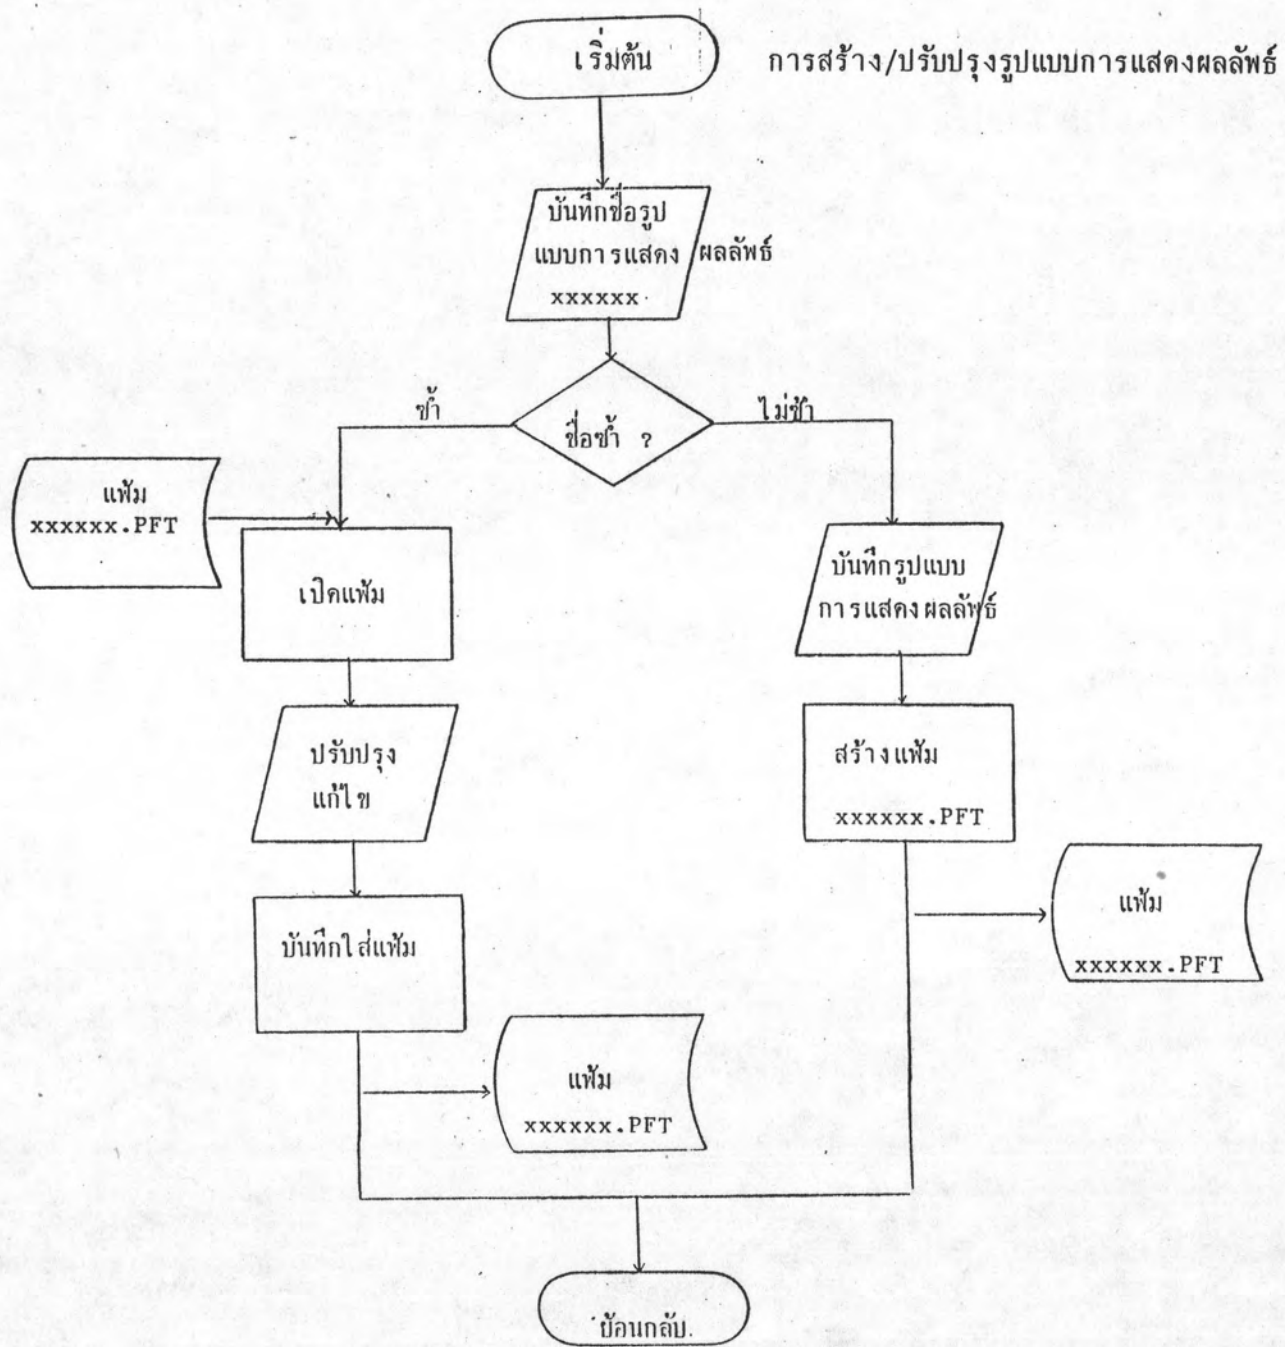 เริ่มต้น
การสร้าง/ปรับปรุงรูปแบบการแสดงผลลัพธ์
บันทึกชื่อรูป
แบบการแสดง ผลลัพธ์
xxxxxx
ซ้ำ
ชื่อซ้ำ ?
ไม่ซ้ำ
แฟ้ม
xxxxxx.PFT
เปิดแฟ้ม
บันทึกรูปแบบ
การแสดงผลลัพธ์
ปรับปรุง
แก้ไข
สร้างแฟ้ม
xxxxxx.PFT
บันทึกใส่แฟ้ม
แฟ้ม
xxxxxx.PFT
แฟ้ม
xxxxxx.PFT
ย้อนกลับ